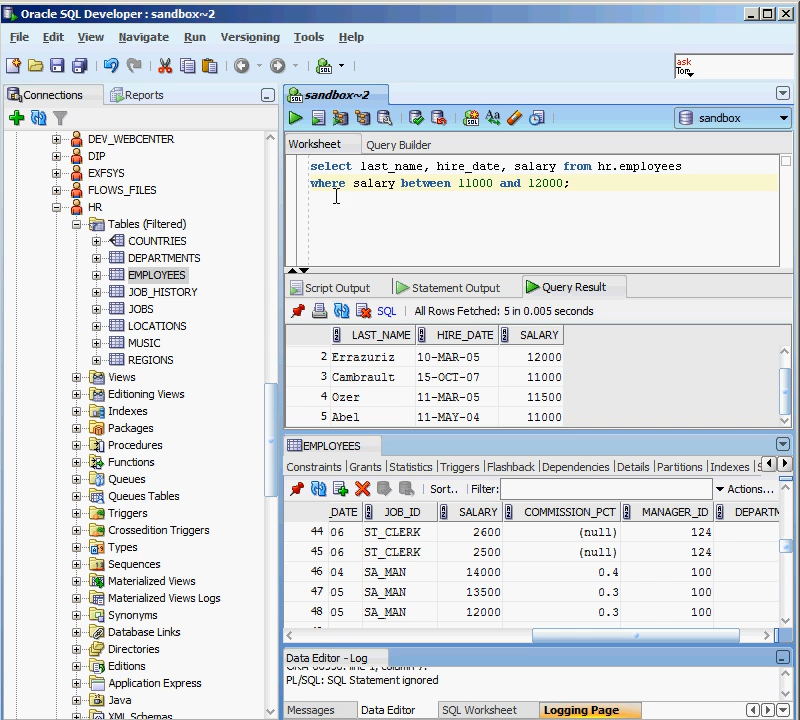 Oracle SQL Developer : sandbox~2
File Edit View Navigate Run Versioning Tools Help
ask
Tom
Connections Reports
DEV_WEBCENTER
DIP
EXFSYS
FLOWS_FILES
HR
Tables (Filtered)
COUNTRIES
DEPARTMENTS
EMPLOYEES
JOB_HISTORY
JOBS
LOCATIONS
MUSIC
REGIONS
Views
Editioning Views
Indexes
Packages
Procedures
Functions
Queues
Queues Tables
Triggers
Crossedition Triggers
Types
Sequences
Materialized Views
Materialized Views Logs
Synonyms
Database Links
Directories
Editions
Application Express
Java
XML Schemas
sandbox~2
sandbox
Worksheet Query Builder
select last_name, hire_date, salary from hr.employees
where salary between 11000 and 12000;
Script Output Statement Output Query Result
SQL All Rows Fetched: 5 in 0.005 seconds
LAST_NAME HIRE_DATE SALARY
2 Errazuriz 10-MAR-05 12000
3 Cambrault 15-OCT-07 11000
4 Ozer 11-MAR-05 11500
5 Abel 11-MAY-04 11000
EMPLOYEES
Constraints Grants Statistics Triggers Flashback Dependencies Details Partitions Indexes
Sort.. Filter: Actions...
DATE JOB_ID SALARY COMMISSION_PCT MANAGER_ID DEPARTM
44 06 ST_CLERK 2600 (null) 124
45 06 ST_CLERK 2500 (null) 124
46 04 SA_MAN 14000 0.4 100
47 05 SA_MAN 13500 0.3 100
48 05 SA_MAN 12000 0.3 100
Data Editor - Log
PL/SQL: SQL Statement ignored
Messages Data Editor SQL Worksheet Logging Page